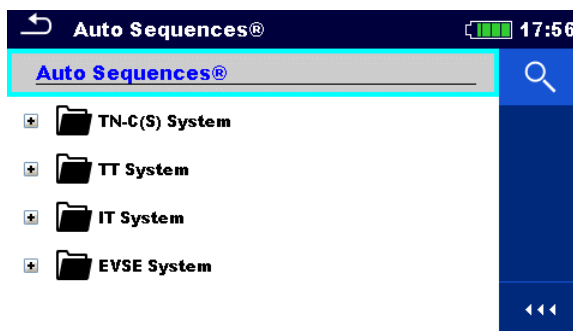 Auto Sequences® 17:56
Auto Sequences®
TN-C(S) System
TT System
IT System
EVSE System